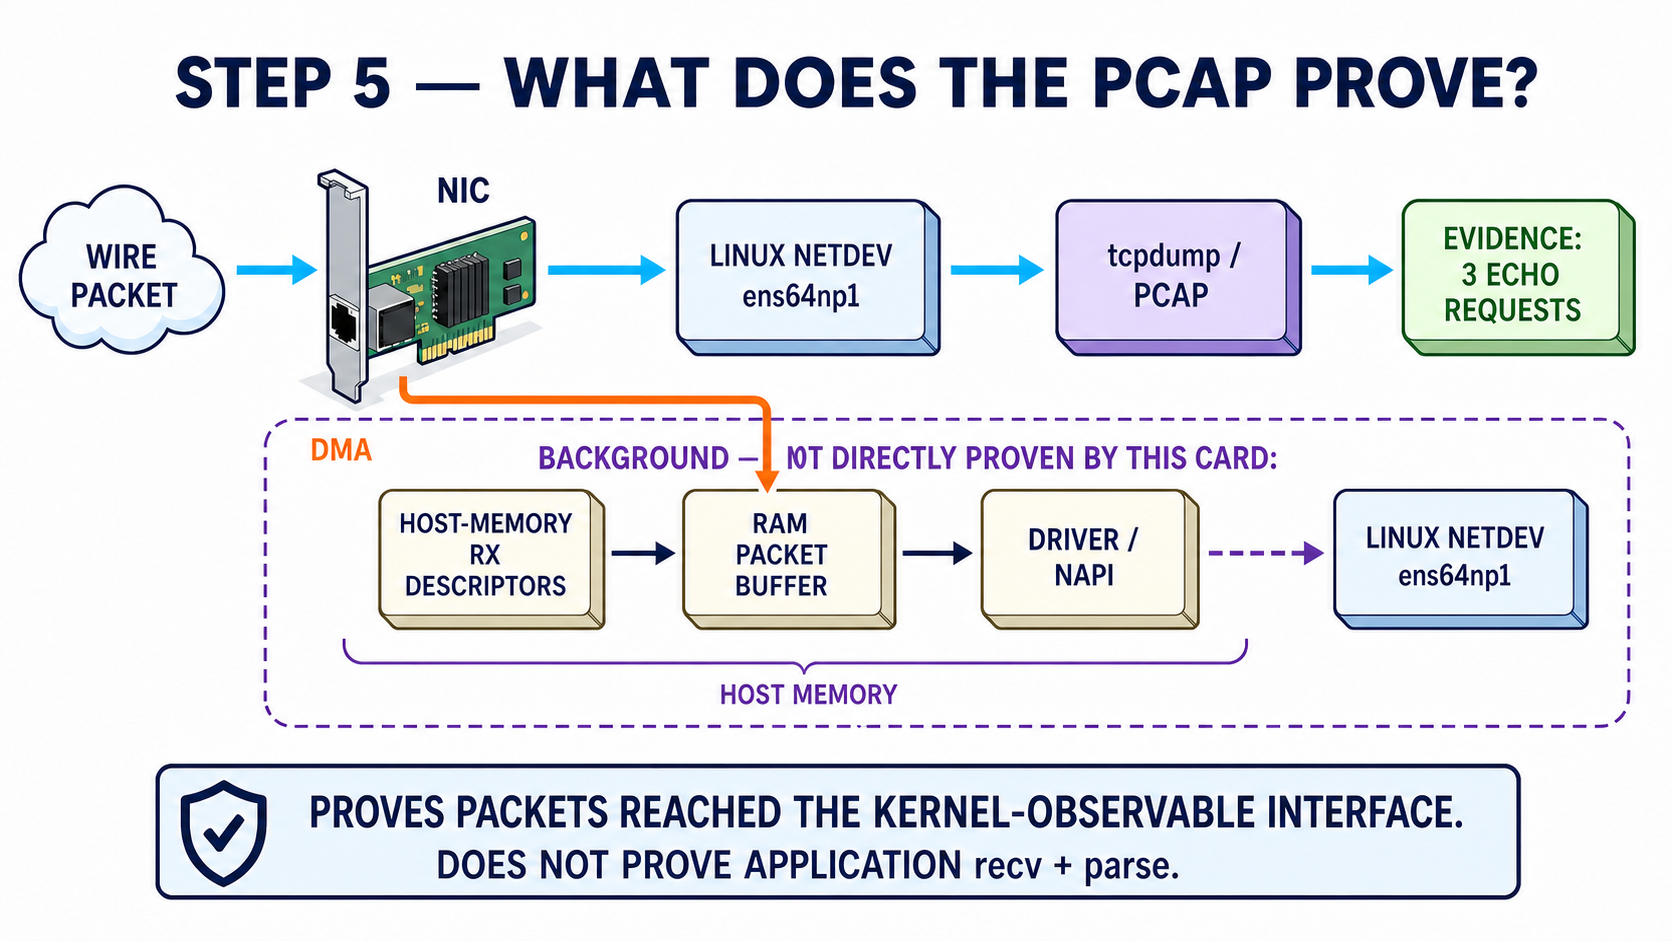 STEP 5 — WHAT DOES THE PCAP PROVE?
WIRE
PACKET
NIC
LINUX NETDEV
ens64np1
tcpdump /
PCAP
EVIDENCE:
3 ECHO
REQUESTS
DMA
BACKGROUND — NOT DIRECTLY PROVEN BY THIS CARD:
HOST-MEMORY
RX
DESCRIPTORS
RAM
PACKET
BUFFER
DRIVER /
NAPI
LINUX NETDEV
ens64np1
HOST MEMORY
PROVES PACKETS REACHED THE KERNEL-OBSERVABLE INTERFACE.
DOES NOT PROVE APPLICATION recv + parse.